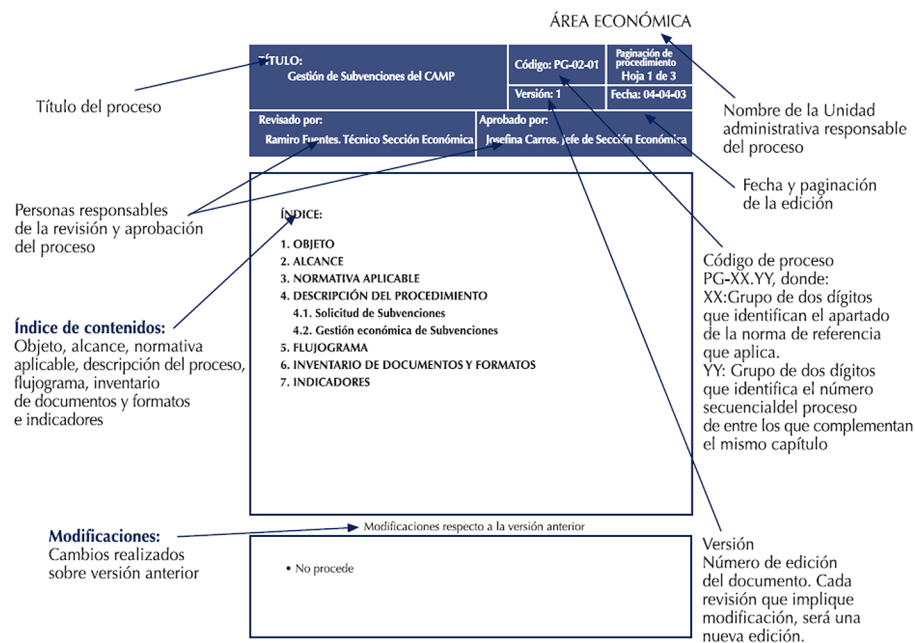 ÁREA ECONÓMICA
TÍTULO:
Gestión de Subvenciones del CAMP
Código: PG-02-01
Paginación de
procedimiento
Hoja 1 de 3
Versión: 1
Fecha: 04-04-03
Revisado por:
Ramiro Fuentes. Técnico Sección Económica
Aprobado por:
Josefina Carros. Jefe de Sección Económica
Título del proceso
Nombre de la Unidad
administrativa responsable
del proceso
Fecha y paginación
de la edición
Personas responsables
de la revisión y aprobación
del proceso
ÍNDICE:
1. OBJETO
2. ALCANCE
3. NORMATIVA APLICABLE
4. DESCRIPCIÓN DEL PROCEDIMIENTO
4.1. Solicitud de Subvenciones
4.2. Gestión económica de Subvenciones
5. FLUJOGRAMA
6. INVENTARIO DE DOCUMENTOS Y FORMATOS
7. INDICADORES
Código de proceso
PG-XX.YY, donde:
XX:Grupo de dos dígitos
que identifican el apartado
de la norma de referencia
que aplica.
YY: Grupo de dos dígitos
que identifica el número
secuencialdel proceso
de entre los que complementan
el mismo capítulo
Índice de contenidos:
Objeto, alcance, normativa
aplicable, descripción del proceso,
flujograma, inventario
de documentos y formatos
e indicadores
Modificaciones respecto a la versión anterior
Modificaciones:
Cambios realizados
sobre versión anterior
• No procede
Versión
Número de edición
del documento. Cada
revisión que implique
modificación, será una
nueva edición.